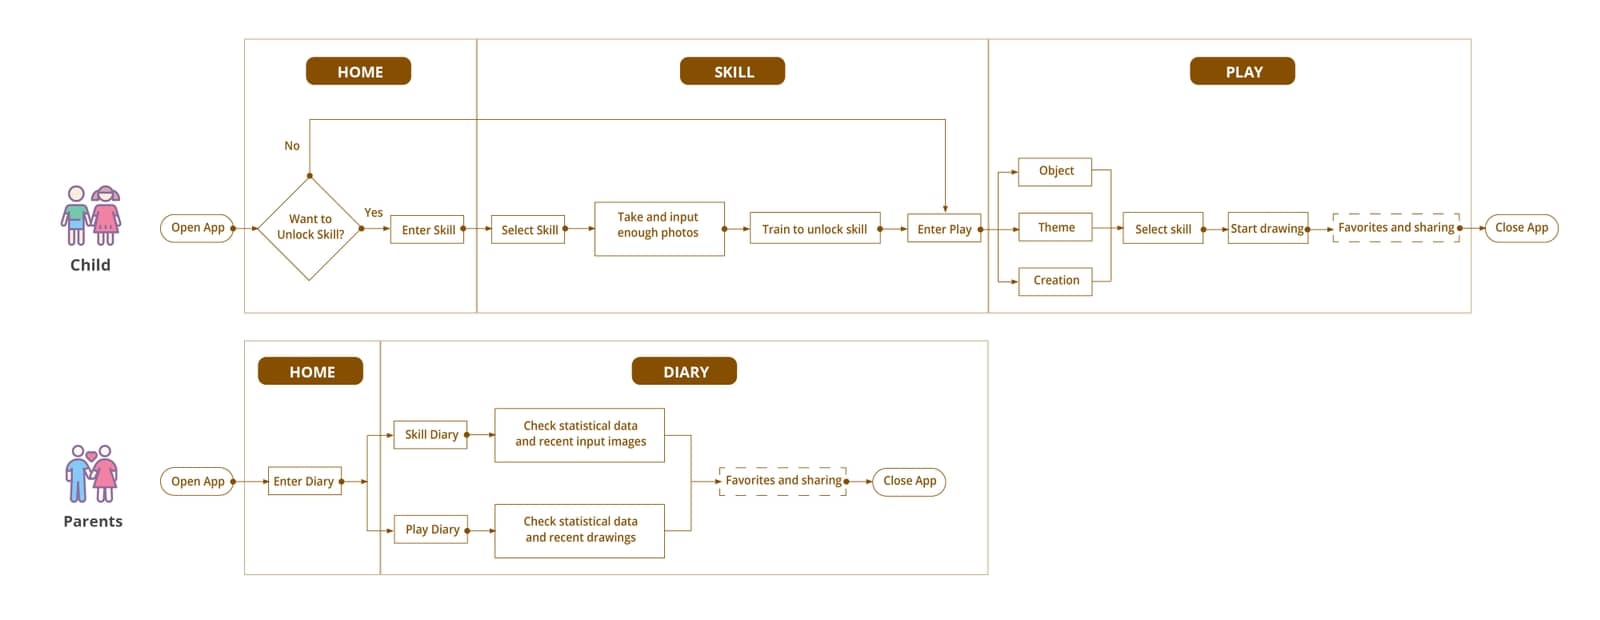 HOME
SKILL
PLAY
No
Yes
Open App
Want to
Unlock Skill?
Enter Skill
Select Skill
Take and input
enough photos
Train to unlock skill
Enter Play
Object
Theme
Creation
Select skill
Start drawing
Favorites and sharing
Close App
Child
HOME
DIARY
Open App
Enter Diary
Skill Diary
Check statistical data
and recent input images
Play Diary
Check statistical data
and recent drawings
Favorites and sharing
Close App
Parents